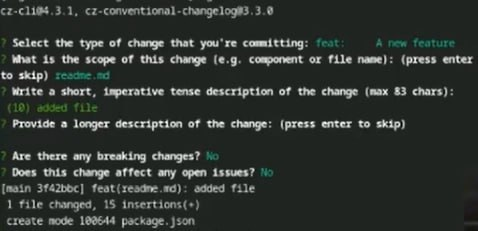 cz-cli@4.3.1, cz-conventional-changelog@3.3.0
? Select the type of change that you're committing: feat:     A new feature
? What is the scope of this change (e.g. component or file name): (press enter
to skip) readme.md
? Write a short, imperative tense description of the change (max 83 chars):
(10) added file
? Provide a longer description of the change: (press enter to skip)
? Are there any breaking changes? No
? Does this change affect any open issues? No
[main 3f42bbc] feat(readme.md): added file
1 file changed, 15 insertions(+)
create mode 100644 package.json